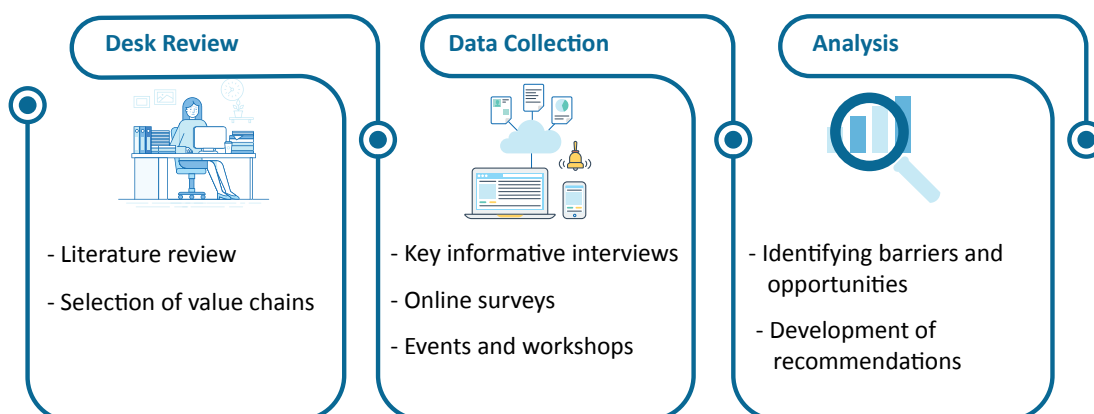 Desk Review
- Literature review
- Selection of value chains
Data Collection
- Key informative interviews
- Online surveys
- Events and workshops
Analysis
- Identifying barriers and
opportunities
- Development of
recommendations